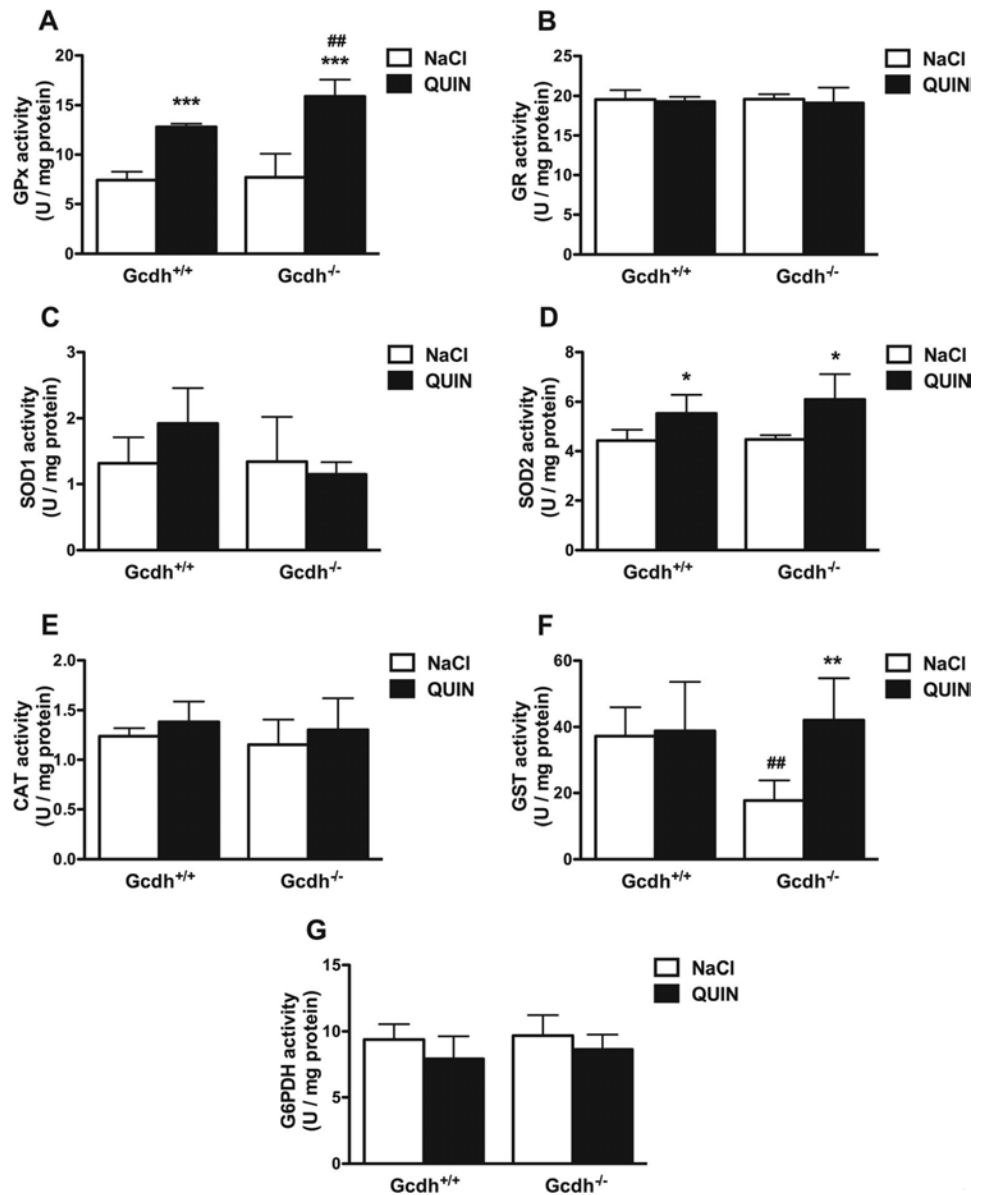 A
GPx activity
(U / mg protein)
20
15
10
5
0
***
##
***
NaCl
QUIN
Gcdh+/+
Gcdh-/-
B
GR activity
(U / mg protein)
25
20
15
10
5
0
NaCl
QUIN
Gcdh+/+
Gcdh-/-
C
SOD1 activity
(U / mg protein)
3
2
1
0
NaCl
QUIN
Gcdh+/+
Gcdh-/-
D
SOD2 activity
(U / mg protein)
8
6
4
2
0
*
*
NaCl
QUIN
Gcdh+/+
Gcdh-/-
E
CAT activity
(U / mg protein)
2.0
1.5
1.0
0.5
0.0
NaCl
QUIN
Gcdh+/+
Gcdh-/-
F
GST activity
(U / mg protein)
60
40
20
0
##
**
NaCl
QUIN
Gcdh+/+
Gcdh-/-
G
G6PDH activity
(U / mg protein)
15
10
5
0
NaCl
QUIN
Gcdh+/+
Gcdh-/-